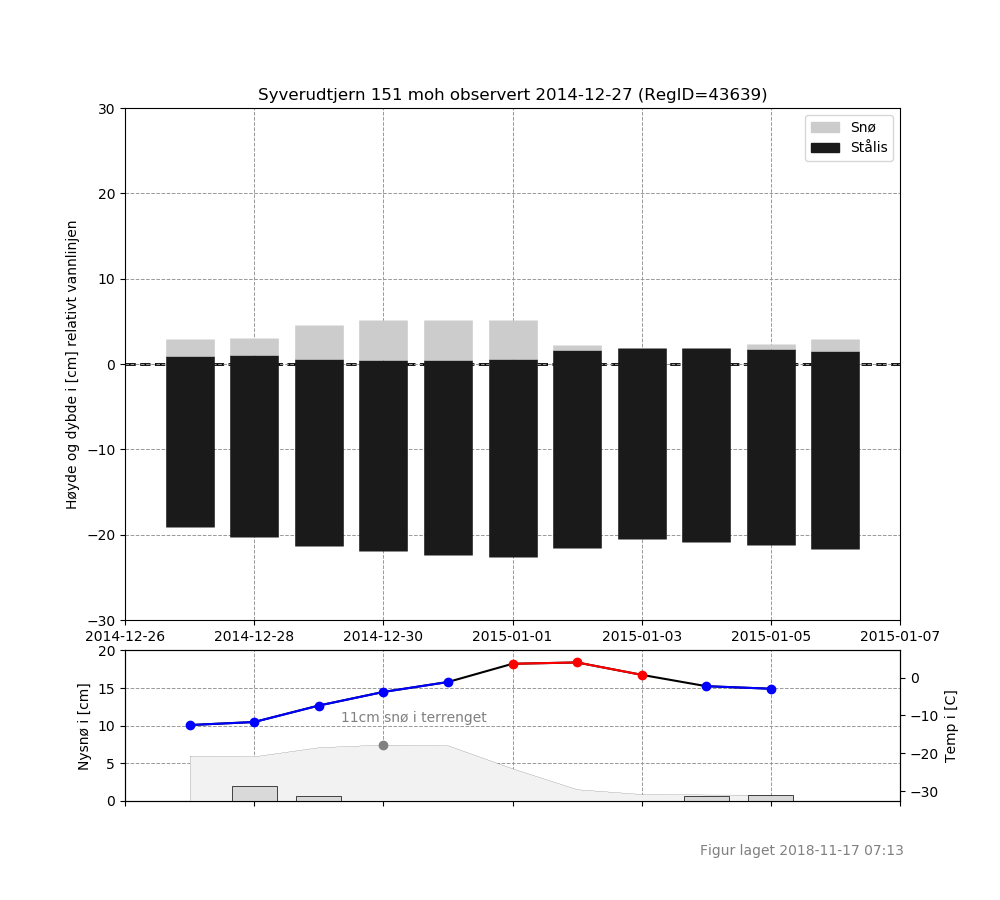 Syverudtjern 151 moh observert 2014-12-27 (RegID=43639)
Snø
Stålis
Høyde og dybde i [cm] relativt vannlinjen
30
20
10
0
−10
−20
−30
2014-12-26
2014-12-28
2014-12-30
2015-01-01
2015-01-03
2015-01-05
2015-01-07
Nysnø i [cm]
20
15
10
5
0
11cm snø i terrenget
0
−10
−20
−30
Temp i [C]
Figur laget 2018-11-17 07:13